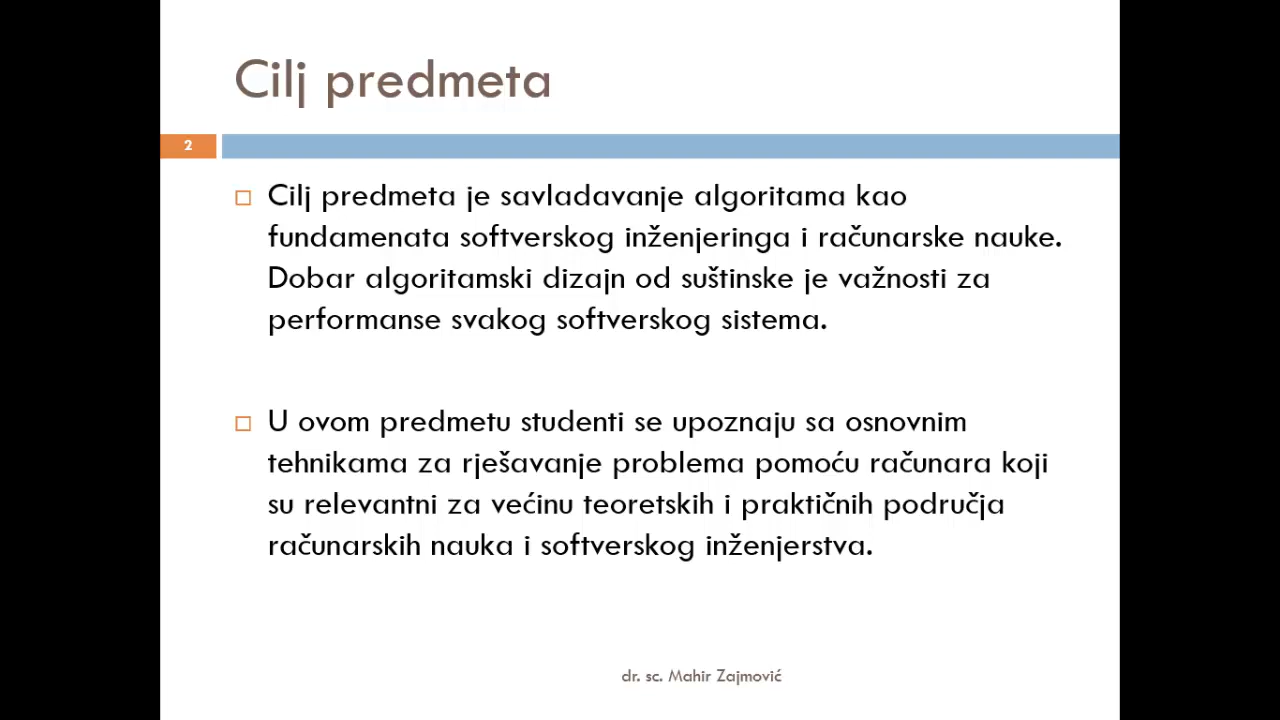 Cilj predmeta
2
Cilj predmeta je savladavanje algoritama kao
fundamenata softverskog inženjeringa i računarske nauke.
Dobar algoritamski dizajn od suštinske je važnosti za
performanse svakog softverskog sistema.
U ovom predmetu studenti se upoznaju sa osnovnim
tehnikama za rješavanje problema pomoću računara koji
su relevantni za većinu teoretskih i praktičnih područja
računarskih nauka i softverskog inženjerstva.
dr. sc. Mahir Zajmović